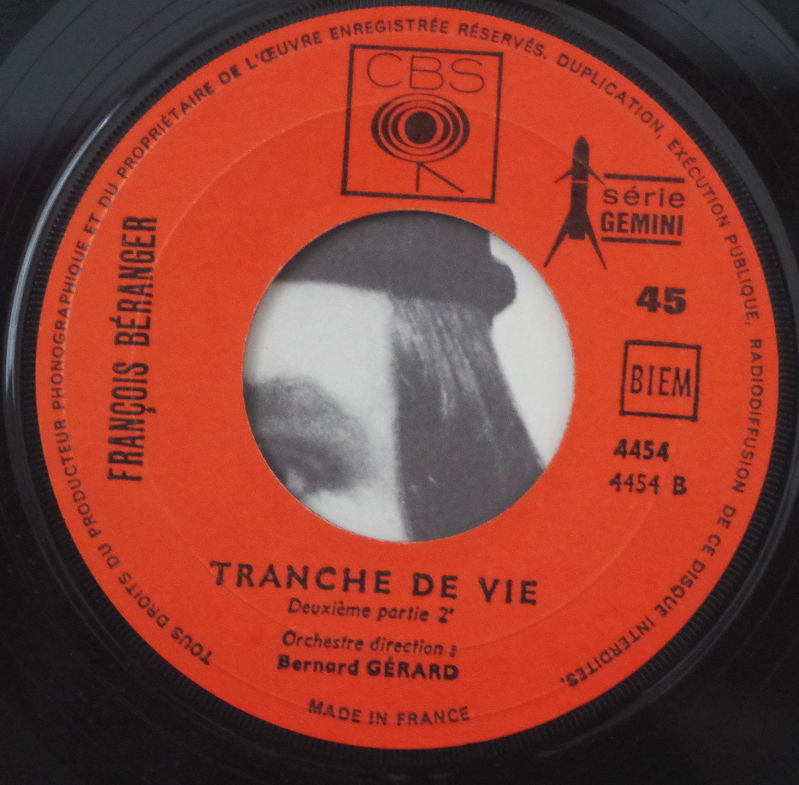 TOUS DROITS DU PRODUCTEUR PHONOGRAPHIQUE ET DU PROPRIÉTAIRE DE L'ŒUVRE ENREGISTRÉE RÉSERVÉS. DUPLICATION, EXÉCUTION PUBLIQUE, RADIODIFFUSION DE CE DISQUE INTERDITES.
CBS
série
GEMINI
FRANÇOIS BÉRANGER
45
BIEM
4454
4454 B
TRANCHE DE VIE
Deuxième partie 2'
Orchestre direction :
Bernard GÉRARD
MADE IN FRANCE